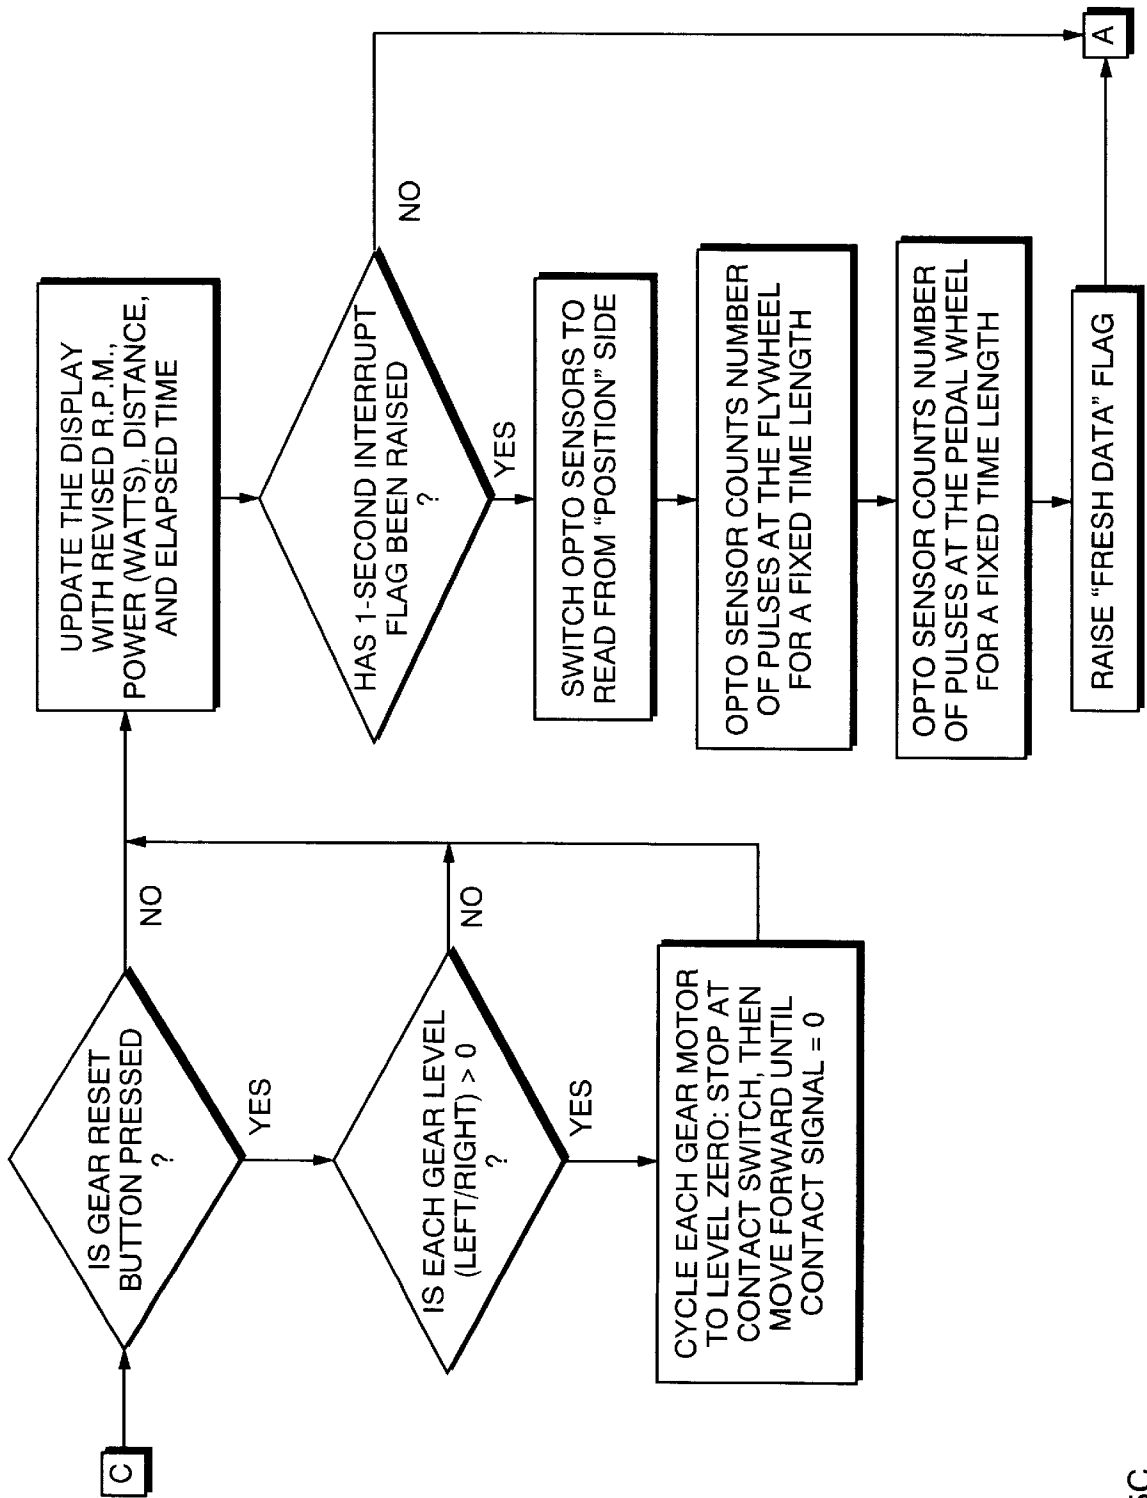 C
IS GEAR RESET
BUTTON PRESSED
?
NO
YES
IS EACH GEAR LEVEL
(LEFT/RIGHT) > 0
?
NO
YES
CYCLE EACH GEAR MOTOR
TO LEVEL ZERO: STOP AT
CONTACT SWITCH, THEN
MOVE FORWARD UNTIL
CONTACT SIGNAL = 0
UPDATE THE DISPLAY
WITH REVISED R.P.M.,
POWER (WATTS), DISTANCE,
AND ELAPSED TIME
HAS 1-SECOND INTERRUPT
FLAG BEEN RAISED
?
NO
YES
SWITCH OPTO SENSORS TO
READ FROM “POSITION” SIDE
OPTO SENSOR COUNTS NUMBER
OF PULSES AT THE FLYWHEEL
FOR A FIXED TIME LENGTH
OPTO SENSOR COUNTS NUMBER
OF PULSES AT THE PEDAL WHEEL
FOR A FIXED TIME LENGTH
RAISE “FRESH DATA” FLAG
A